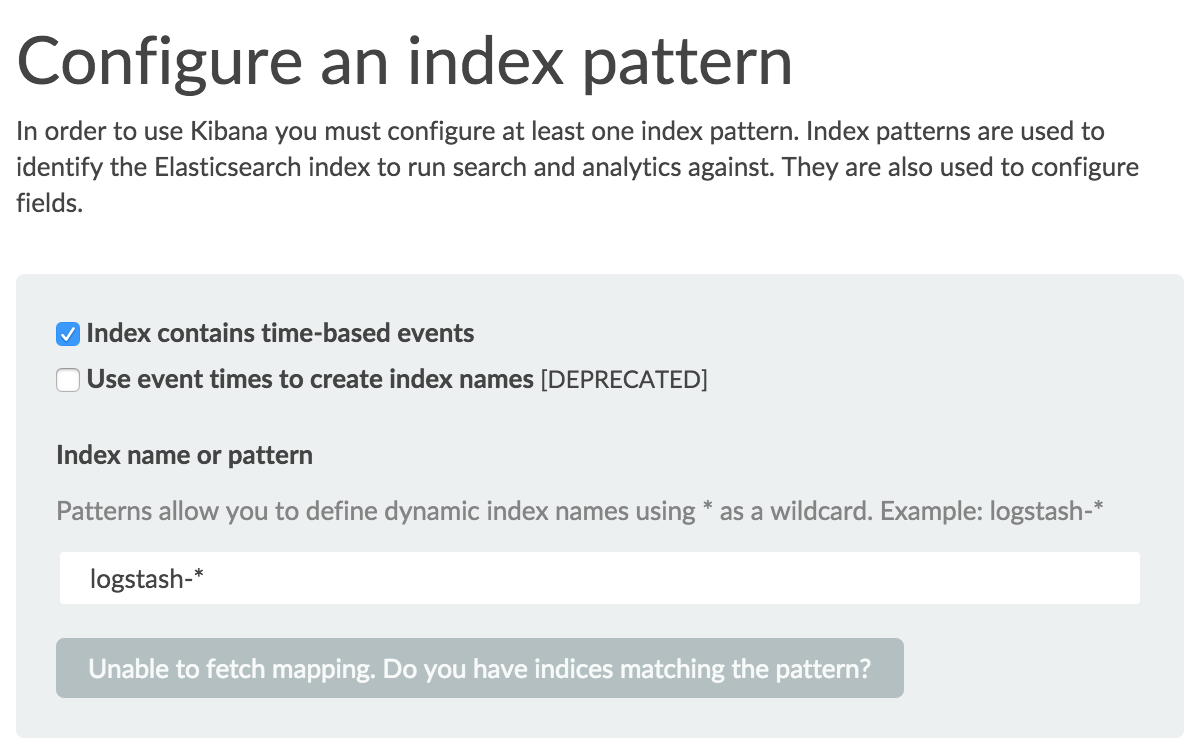 Configure an index pattern
In order to use Kibana you must configure at least one index pattern. Index patterns are used to
identify the Elasticsearch index to run search and analytics against. They are also used to configure
fields.
Index contains time-based events
Use event times to create index names [DEPRECATED]
Index name or pattern
Patterns allow you to define dynamic index names using * as a wildcard. Example: logstash-*
logstash-*
Unable to fetch mapping. Do you have indices matching the pattern?